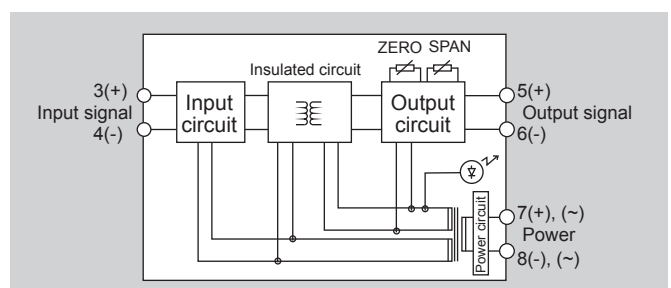 ZERO SPAN
Insulated circuit
3(+)
Input signal
4(-)
Input
circuit
Output
circuit
5(+)
Output signal
6(-)
Power circuit
7(+), (~)
Power
8(-), (~)